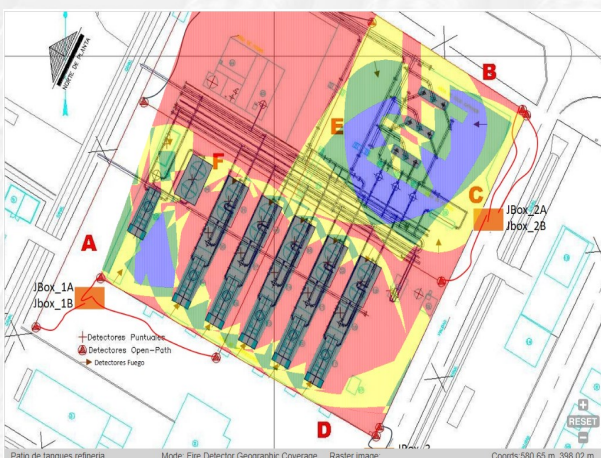 NORTE DE PLANTA
B
E
F
C
JBox_2A
Jbox_2B
A
JBox_1A
Jbox_1B
Detectores Puntuales
Detectores Open-Path
Detectores Fuego
D
RESET
Patio de tanques refineria
Mode: Fire Detector Geographic Coverage
Raster image:
Coords:580.65 m, 398.02 m